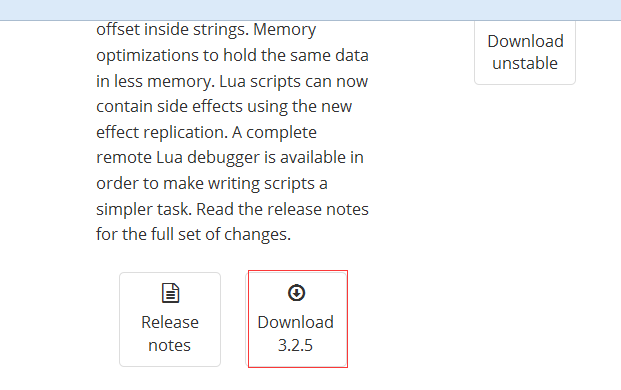 offset inside strings. Memory
optimizations to hold the same data
in less memory. Lua scripts can now
contain side effects using the new
effect replication. A complete
remote Lua debugger is available in
order to make writing scripts a
simpler task. Read the release notes
for the full set of changes.
Release
notes
Download
3.2.5
Download
unstable